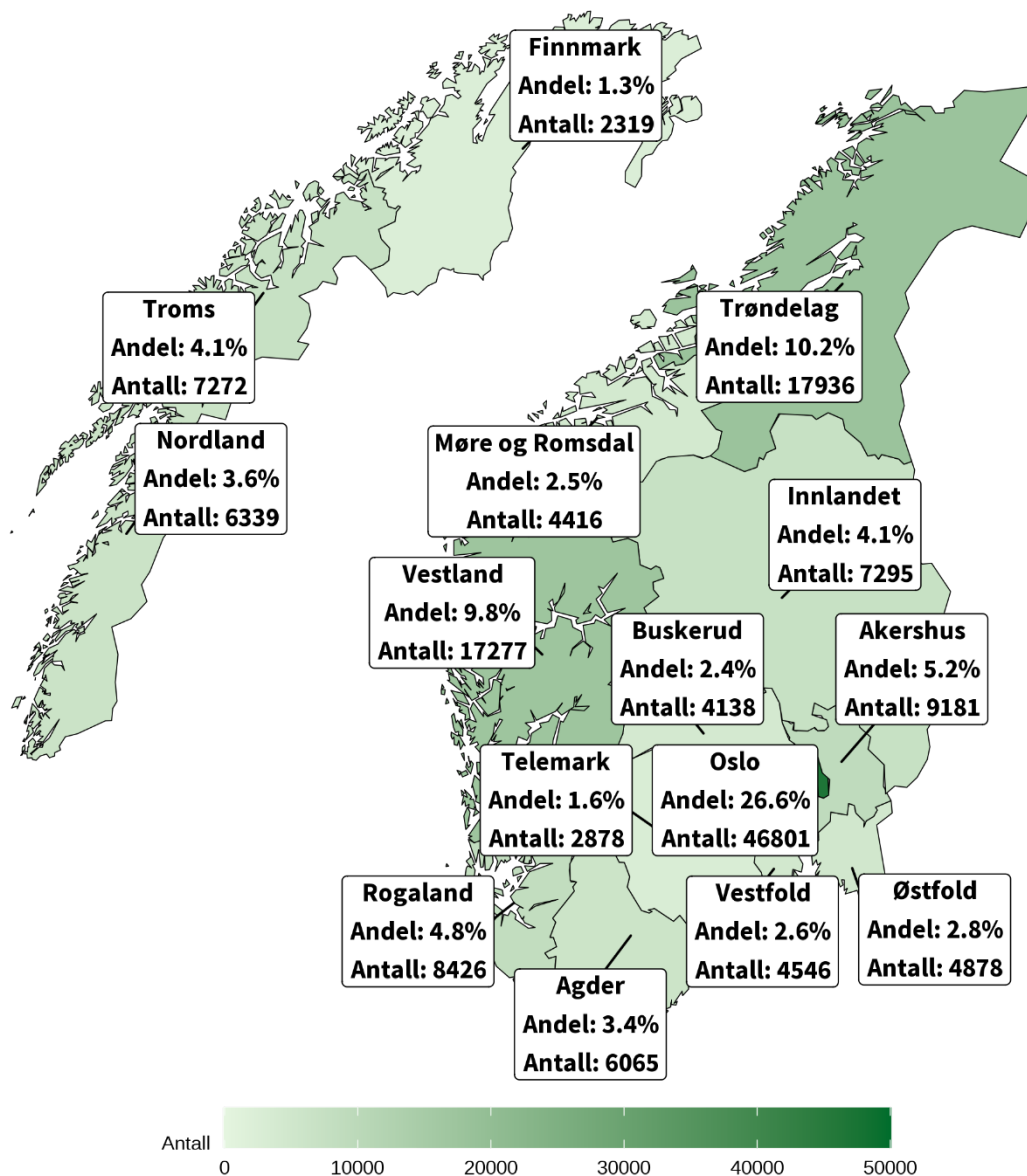 Finnmark
Andel: 1.3%
Antall: 2319
Troms
Andel: 4.1%
Antall: 7272
Trøndelag
Andel: 10.2%
Antall: 17936
Nordland
Andel: 3.6%
Antall: 6339
Møre og Romsdal
Andel: 2.5%
Antall: 4416
Innlandet
Andel: 4.1%
Antall: 7295
Vestland
Andel: 9.8%
Antall: 17277
Buskerud
Andel: 2.4%
Antall: 4138
Akershus
Andel: 5.2%
Antall: 9181
Telemark
Andel: 1.6%
Antall: 2878
Oslo
Andel: 26.6%
Antall: 46801
Rogaland
Andel: 4.8%
Antall: 8426
Vestfold
Andel: 2.6%
Antall: 4546
Østfold
Andel: 2.8%
Antall: 4878
Agder
Andel: 3.4%
Antall: 6065
Antall
0 10000 20000 30000 40000 50000